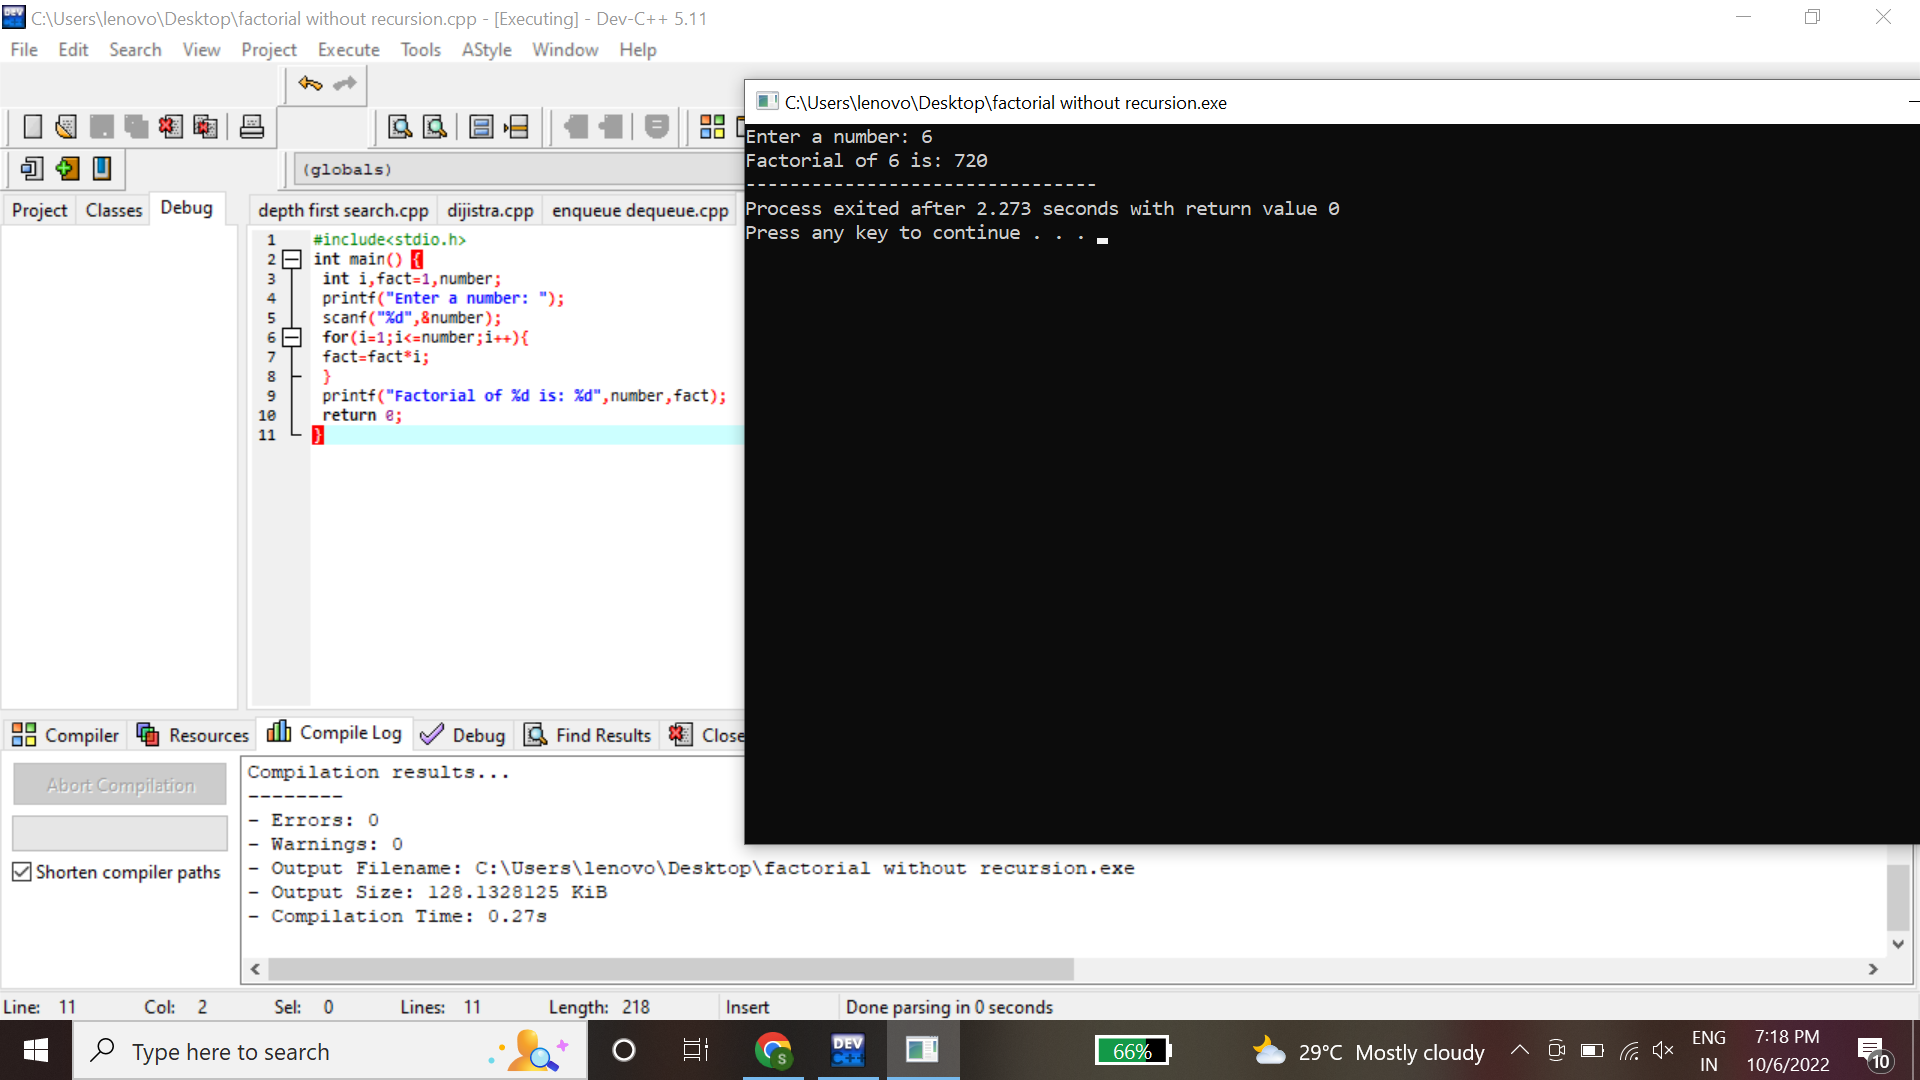 C:\Users\lenovo\Desktop\factorial without recursion.cpp - [Executing] - Dev-C++ 5.11
File Edit Search View Project Execute Tools AStyle Window Help
(globals)
Project Classes Debug
depth first search.cpp dijistra.cpp enqueue dequeue.cpp
1 #include<stdio.h>
2 int main() {
3 int i,fact=1,number;
4 printf("Enter a number: ");
5 scanf("%d",&number);
6 for(i=1;i<=number;i++){
7 fact=fact*i;
8 }
9 printf("Factorial of %d is: %d",number,fact);
10 return 0;
11 }
C:\Users\lenovo\Desktop\factorial without recursion.exe
Enter a number: 6
Factorial of 6 is: 720
--------------------------------
Process exited after 2.273 seconds with return value 0
Press any key to continue . . .
Compiler Resources Compile Log Debug Find Results Close
Abort Compilation
Shorten compiler paths
Compilation results...
--------
- Errors: 0
- Warnings: 0
- Output Filename: C:\Users\lenovo\Desktop\factorial without recursion.exe
- Output Size: 128.1328125 KiB
- Compilation Time: 0.27s
Line: 11 Col: 2 Sel: 0 Lines: 11 Length: 218 Insert Done parsing in 0 seconds
Type here to search
S
DEV C++
66%
29°C Mostly cloudy
ENG
IN
7:18 PM
10/6/2022
10